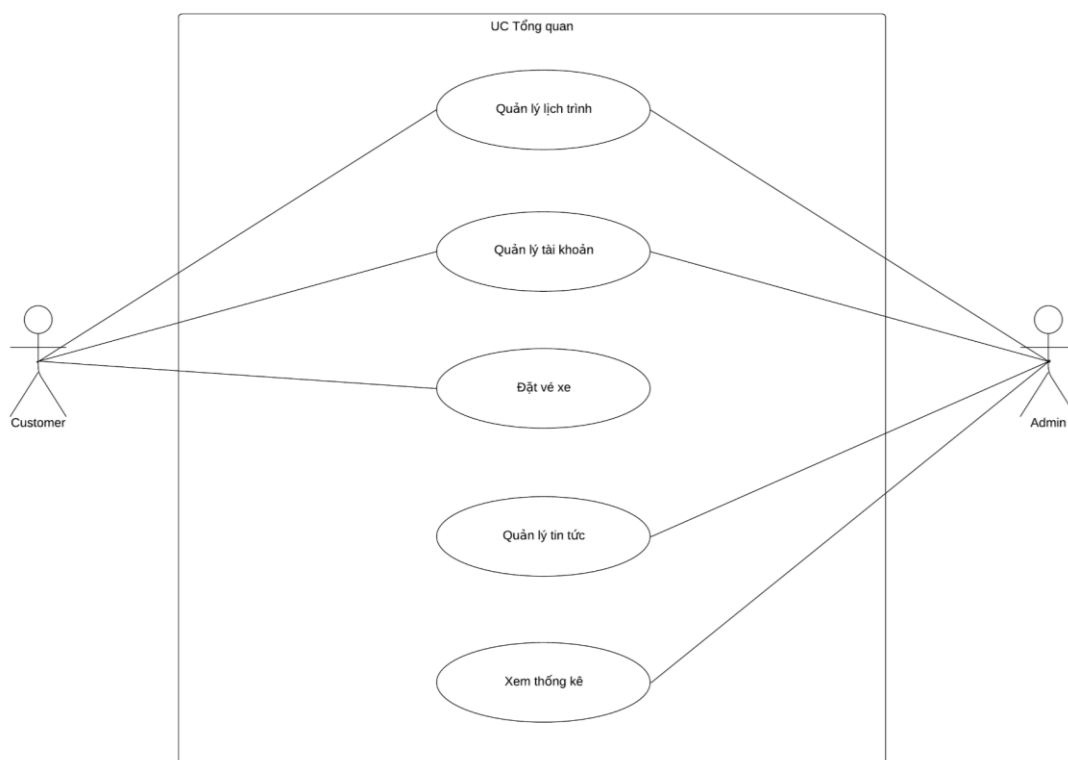 UC Tổng quan
Quản lý lịch trình
Quản lý tài khoản
Đặt vé xe
Customer
Admin
Quản lý tin tức
Xem thống kê